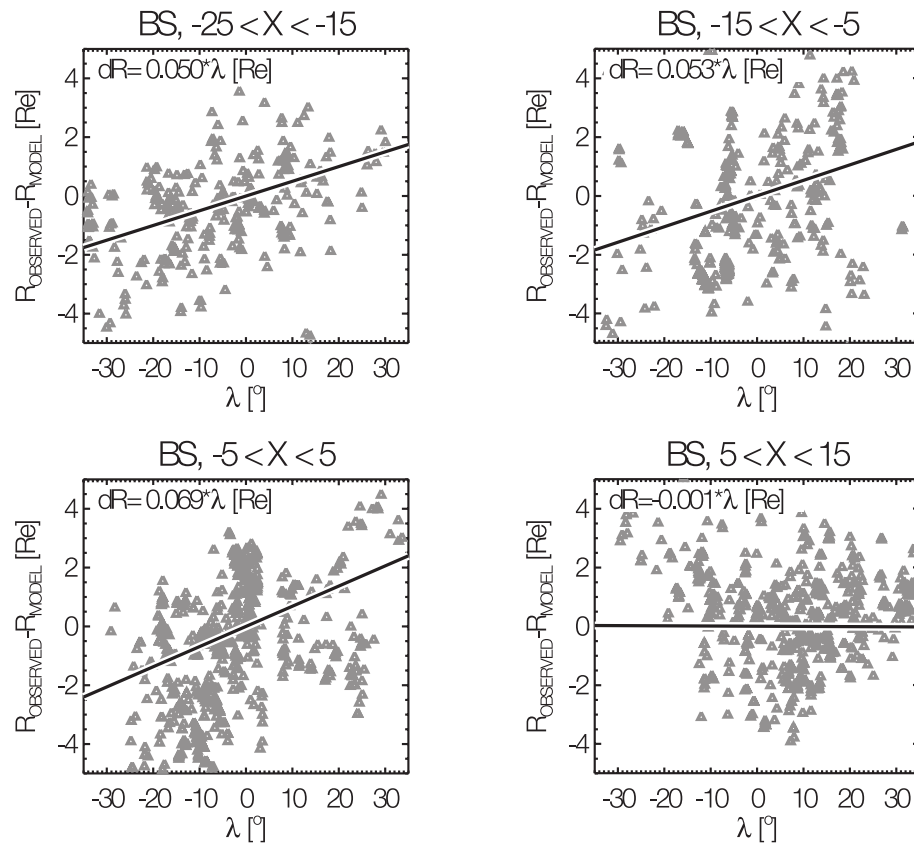 BS, -25 < X < -15
dR= 0.050*λ [Re]
4
2
0
-2
-4
R_OBSERVED-R_MODEL [Re]
-30 -20 -10 0 10 20 30
λ [º]
BS, -15 < X < -5
dR= 0.053*λ [Re]
4
2
0
-2
-4
R_OBSERVED-R_MODEL [Re]
-30 -20 -10 0 10 20 30
λ [º]
BS, -5 < X < 5
dR= 0.069*λ [Re]
4
2
0
-2
-4
R_OBSERVED-R_MODEL [Re]
-30 -20 -10 0 10 20 30
λ [º]
BS, 5 < X < 15
dR=-0.001*λ [Re]
4
2
0
-2
-4
R_OBSERVED-R_MODEL [Re]
-30 -20 -10 0 10 20 30
λ [º]